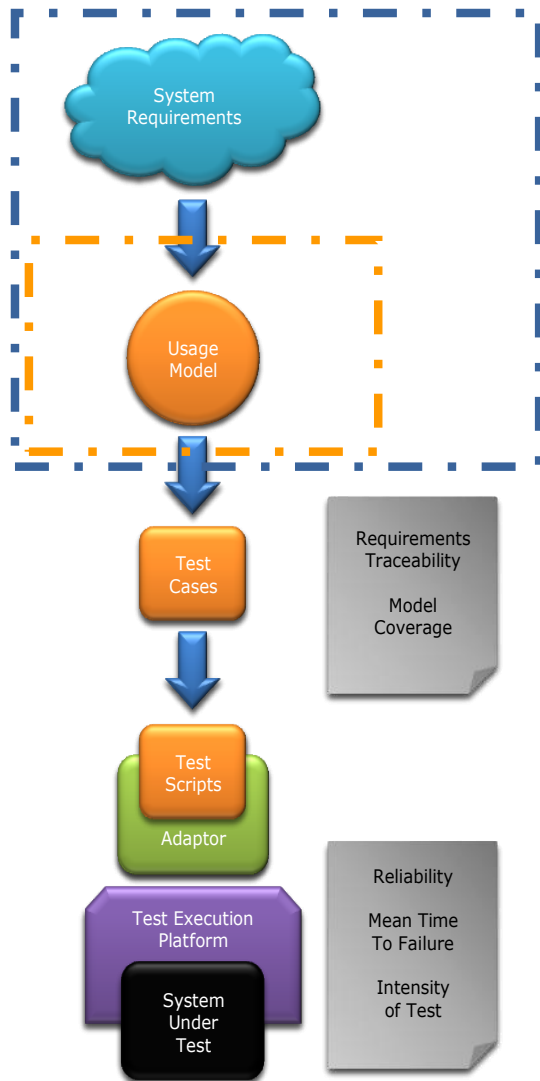 System
Requirements
Usage
Model
Test
Cases
Requirements
Traceability
Model
Coverage
Test
Scripts
Adaptor
Test Execution
Platform
System
Under
Test
Reliability
Mean Time
To Failure
Intensity
of Test